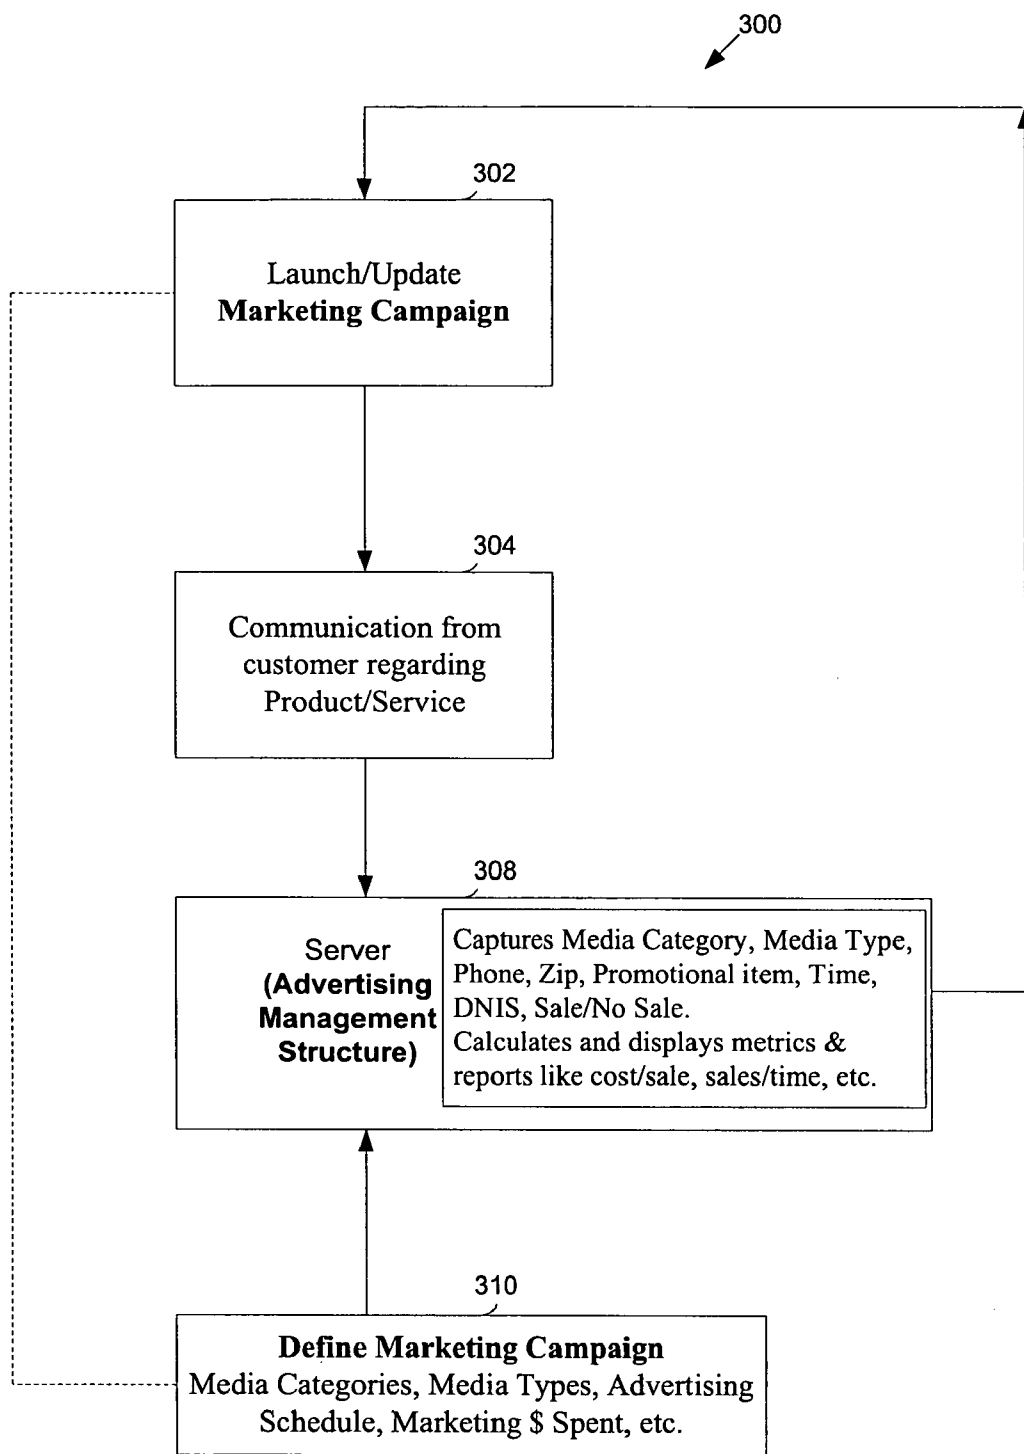 300
302
Launch/Update
Marketing Campaign
304
Communication from
customer regarding
Product/Service
308
Server
(Advertising
Management
Structure)
Captures Media Category, Media Type,
Phone, Zip, Promotional item, Time,
DNIS, Sale/No Sale.
Calculates and displays metrics &
reports like cost/sale, sales/time, etc.
310
Define Marketing Campaign
Media Categories, Media Types, Advertising
Schedule, Marketing $ Spent, etc.